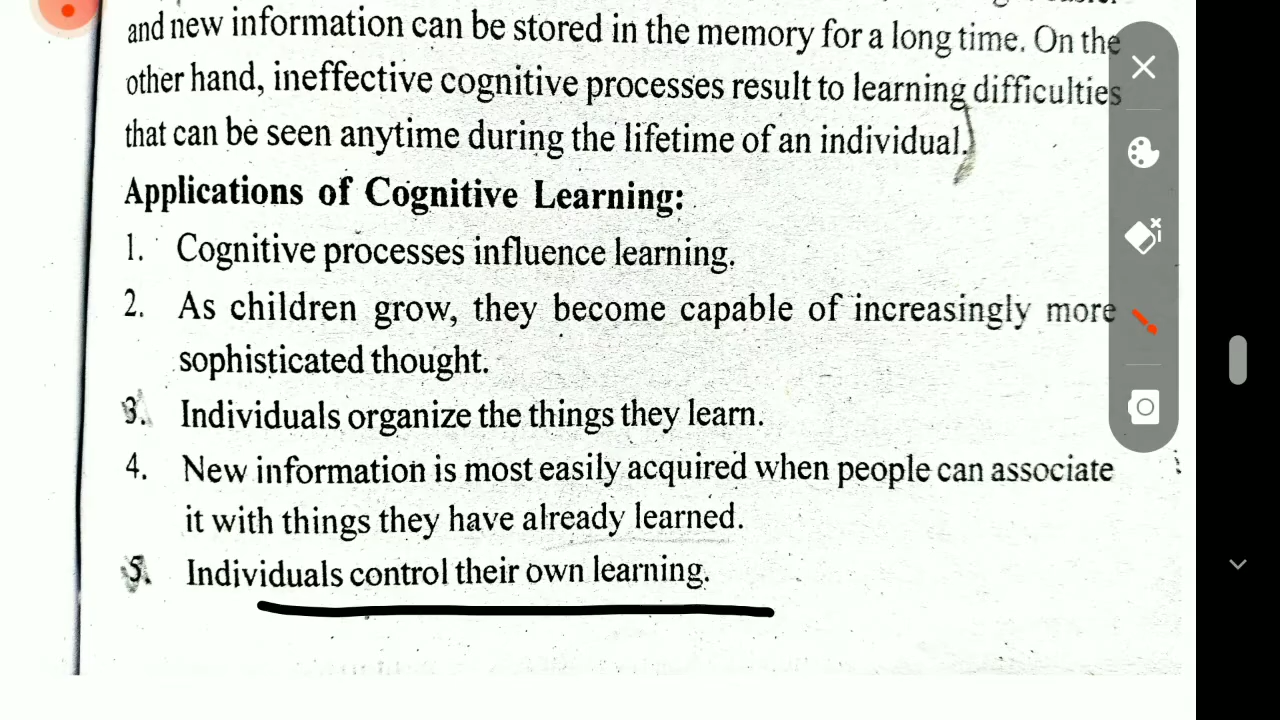 and new information can be stored in the memory for a long time. On the
other hand, ineffective cognitive processes result to learning difficulties
that can be seen anytime during the lifetime of an individual.
Applications of Cognitive Learning:
1. Cognitive processes influence learning.
2. As children grow, they become capable of increasingly more
sophisticated thought.
3. Individuals organize the things they learn.
4. New information is most easily acquired when people can associate
it with things they have already learned.
5. Individuals control their own learning.